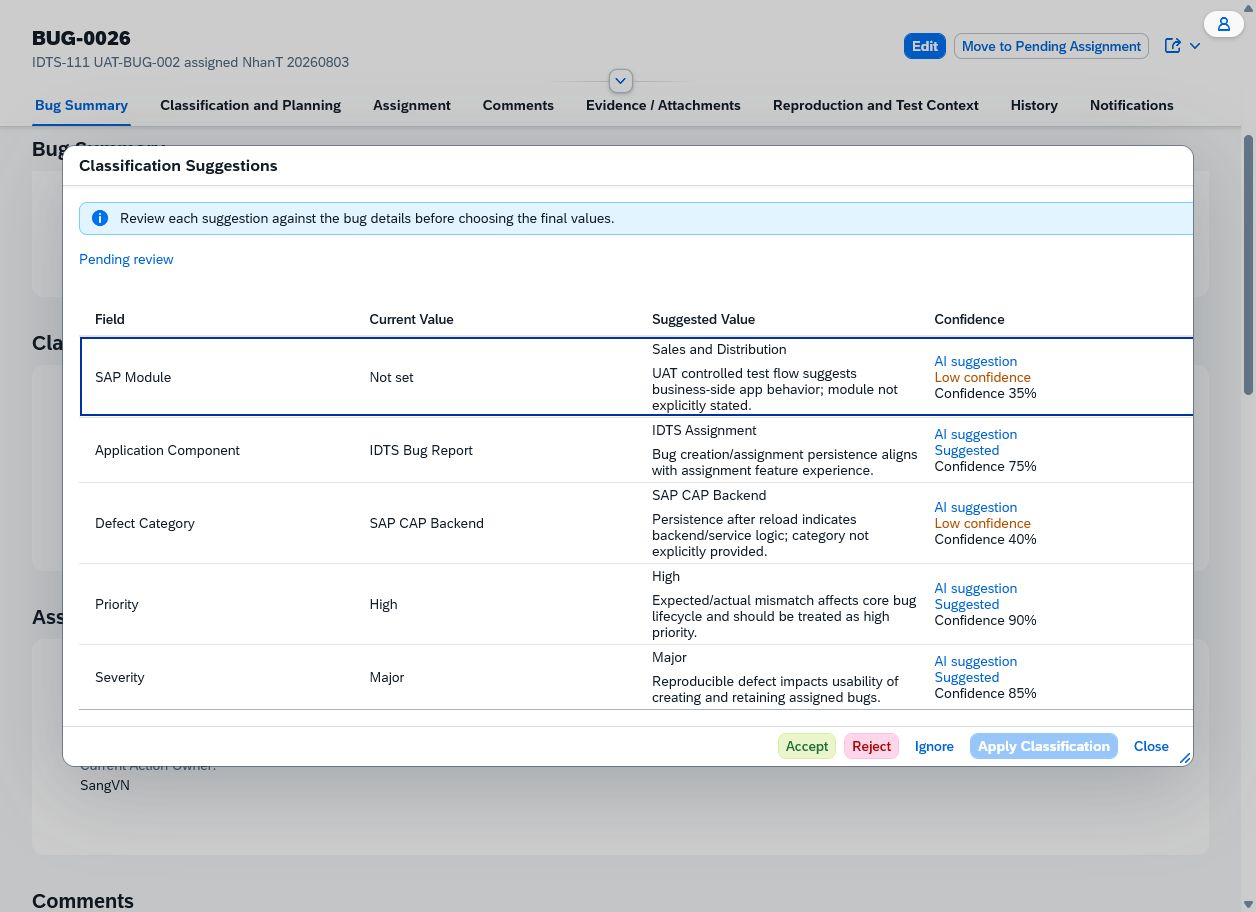 BUG-0026
IDTS-111 UAT-BUG-002 assigned NhanT 20260803
Edit
Move to Pending Assignment
Bug Summary
Classification and Planning
Assignment
Comments
Evidence / Attachments
Reproduction and Test Context
History
Notifications
Bug Summary
Classification Suggestions
Review each suggestion against the bug details before choosing the final values.
Pending review
Field
Current Value
Suggested Value
Confidence
SAP Module
Not set
Sales and Distribution
UAT controlled test flow suggests
business-side app behavior; module not
explicitly stated.
AI suggestion
Low confidence
Confidence 35%
Application Component
IDTS Bug Report
IDTS Assignment
Bug creation/assignment persistence aligns
with assignment feature experience.
AI suggestion
Suggested
Confidence 75%
Defect Category
SAP CAP Backend
SAP CAP Backend
Persistence after reload indicates
backend/service logic; category not
explicitly provided.
AI suggestion
Low confidence
Confidence 40%
Priority
High
High
Expected/actual mismatch affects core bug
lifecycle and should be treated as high
priority.
AI suggestion
Suggested
Confidence 90%
Severity
Major
Major
Reproducible defect impacts usability of
creating and retaining assigned bugs.
AI suggestion
Suggested
Confidence 85%
Accept
Reject
Ignore
Apply Classification
Close
Cla
Ass
Current Action Owner:
SangVN
Comments